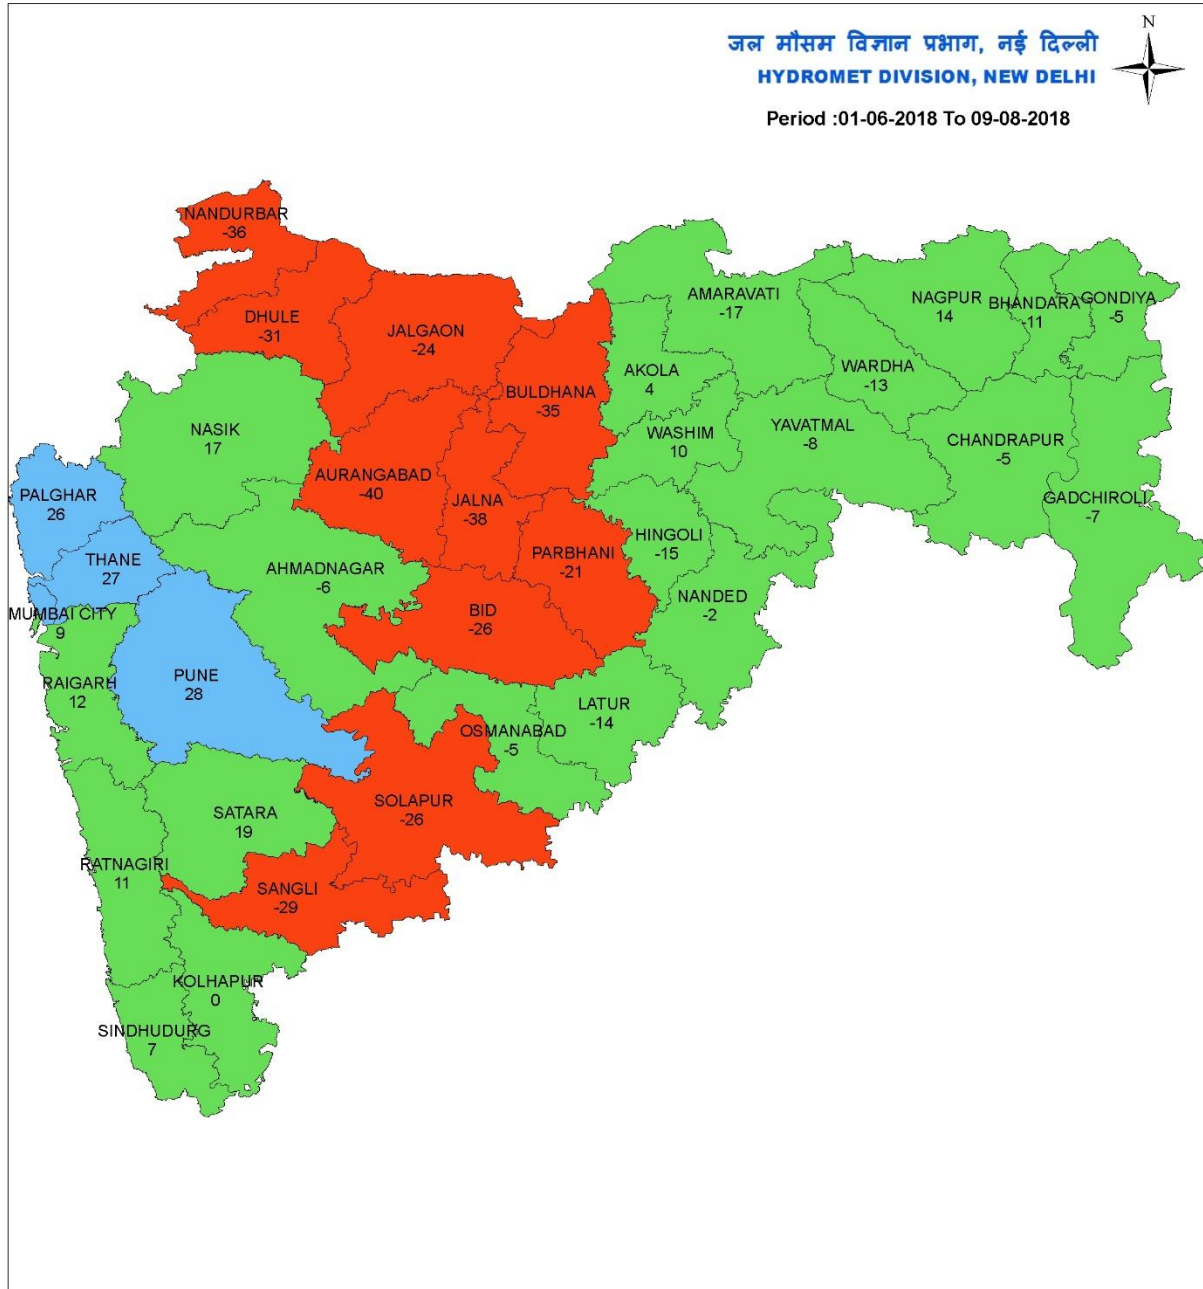 N
जल मौसम विज्ञान प्रभाग, नई दिल्ली
HYDROMET DIVISION, NEW DELHI
Period :01-06-2018 To 09-08-2018
NANDURBAR
-36
DHULE
-31
JALGAON
-24
BULDHANA
-35
AMARAVATI
-17
NAGPUR
14
BHANDARA
-11
GONDIYA
-5
AKOLA
4
WARDHA
-13
NASIK
17
AURANGABAD
-40
JALNA
-38
WASHIM
10
YAVATMAL
-8
CHANDRAPUR
-5
GADCHIROLI
-7
PALGHAR
26
THANE
27
AHMADNAGAR
-6
PARBHANI
-21
HINGOLI
-15
NANDED
-2
MUMBAI CITY
9
BID
-26
RAIGARH
12
PUNE
28
OSMANABAD
-5
LATUR
-14
SATARA
19
SOLAPUR
-26
RATNAGIRI
11
SANGLI
-29
KOLHAPUR
0
SINDHUDURG
7